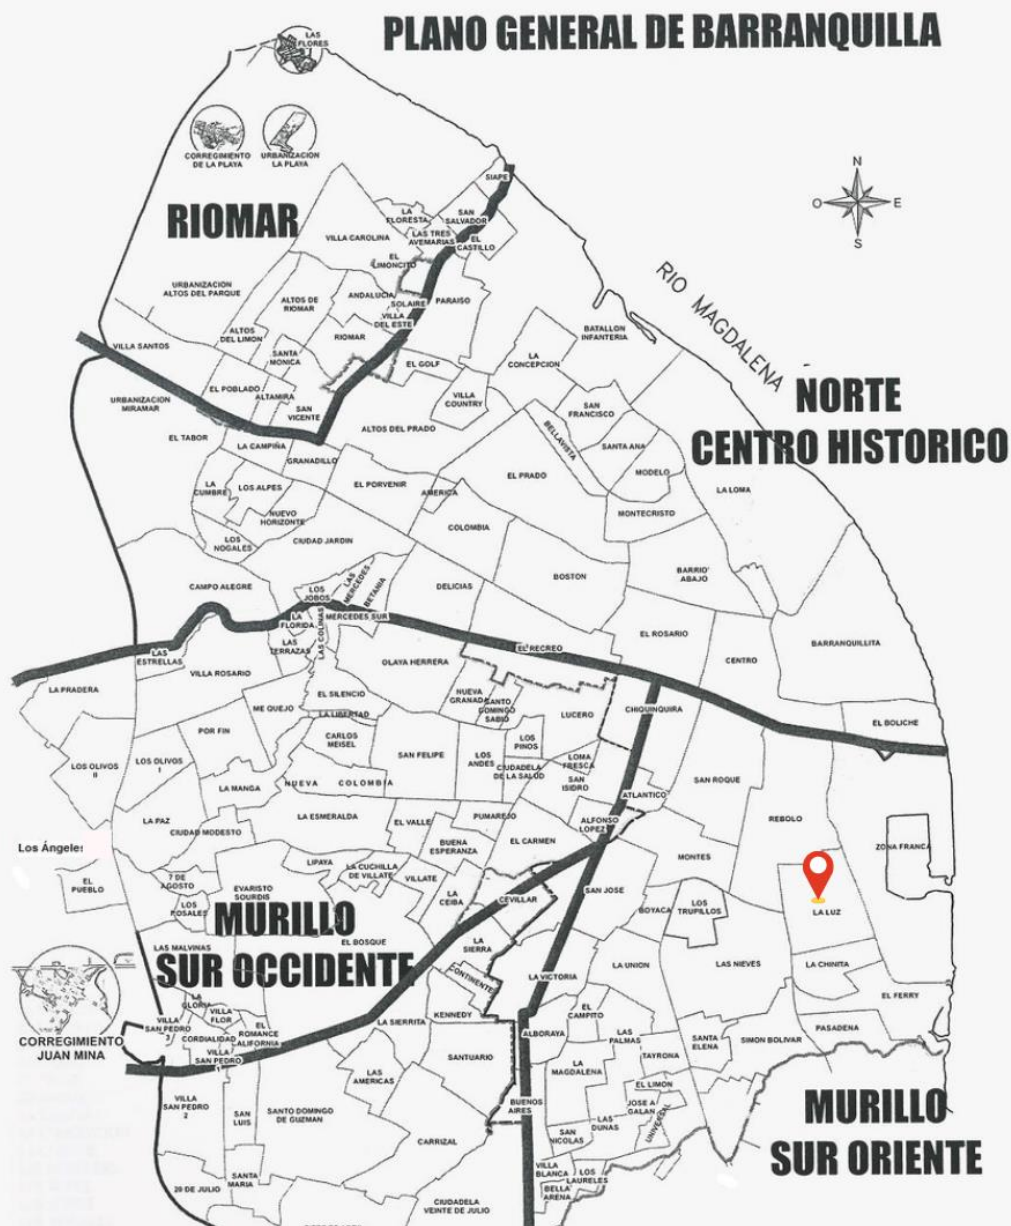 PLANO GENERAL DE BARRANQUILLA
LAS
FLORES
CORREGIMIENTO
DE LA PLAYA
URBANIZACION
LA PLAYA
N
O
E
S
SIAPE
RIOMAR
LA
FLORESTA
SAN
SALVADOR
VILLA CAROLINA
LAS TRES
AVEMARIAS
EL
CASTILLO
EL
LIMONCITO
RIO MAGDALENA
URBANIZACION
ALTOS DEL PARQUE
ALTOS DE
RIOMAR
ANDALUCIA
SOLAIRE
PARAISO
VILLA
DEL ESTE
ALTOS
DEL LIMON
RIOMAR
BATALLON
INFANTERIA
VILLA SANTOS
SANTA
MONICA
EL GOLF
LA
CONCEPCION
NORTE
CENTRO HISTORICO
EL POBLADO
ALTAMIRA
URBANIZACION
MIRAMAR
SAN
VICENTE
VILLA
COUNTRY
SAN
FRANCISCO
EL TABOR
LA CAMPIÑA
ALTOS DEL PRADO
BELLAVISTA
SANTA ANA
GRANADILLO
MODELO
LA
CUMBRE
LOS ALPES
EL PORVENIR
AMERICA
EL PRADO
LA LOMA
NUEVO
HORIZONTE
MONTECRISTO
COLOMBIA
LOS
NOGALES
CIUDAD JARDIN
CAMPO ALEGRE
LOS
JOBOS
LAS
MERCEDES
BETANIA
DELICIAS
BOSTON
BARRIO
ABAJO
LA
FLORIDA
MERCEDES SUR
EL ROSARIO
BARRANQUILLITA
LAS
ESTRELLAS
LAS
TERRAZAS
LAS COLINAS
EL RECREO
CENTRO
VILLA ROSARIO
OLAYA HERRERA
LA PRADERA
EL SILENCIO
NUEVA
GRANADA
SANTO
DOMINGO
SABIO
ME QUEJO
LA LIBERTAD
LUCERO
CHIQUINQUIRA
EL BOLICHE
POR FIN
CARLOS
MEISEL
LOS
PINOS
LOS OLIVOS
II
LOS OLIVOS
I
SAN FELIPE
LOS
ANDES
CIUDADELA
DE LA SALUD
LOMA
FRESCA
SAN
ISIDRO
SAN ROQUE
LA MANGA
NUEVA COLOMBIA
ATLANTICO
LA PAZ
CIUDAD MODESTO
LA ESMERALDA
EL VALLE
PUMAREJO
ALFONSO
LOPEZ
REBOLO
Los Ángeles
BUENA
ESPERANZA
EL CARMEN
ZONA FRANCA
EL
PUEBLO
LIPAYA
LA CUCHILLA
DE VILLATE
VILLATE
MONTES
7 DE
AGOSTO
EVARISTO
SOURDIS
LA
CEIBA
CEVILLAR
SAN JOSE
LOS
ROSALES
BOYACA
LOS
TRUPILLOS
LA LUZ
MURILLO
SUR OCCIDENTE
LAS MALVINAS
EL BOSQUE
LA
SIERRA
LA VICTORIA
LA UNION
LAS NIEVES
LA CHINITA
CONTINENTE
EL FERRY
LA
GLORIA
VILLA
FLOR
VILLA
SAN PEDRO
3
EL
ROMANCE
CORDIALIDAD
CALIFORNIA
LA SIERRITA
KENNEDY
EL
CAMPITO
ALBORAYA
LAS
PALMAS
SANTA
ELENA
SIMON BOLIVAR
PASADENA
CORREGIMIENTO
JUAN MINA
VILLA
SAN PEDRO
1
SANTUARIO
TAYRONA
LAS
AMERICAS
LA
MAGDALENA
EL LIMON
VILLA
SAN PEDRO
2
SAN
LUIS
SANTO DOMINGO
DE GUZMAN
BUENOS
AIRES
JOSE A
GALAN
UNIVERSAL
MURILLO
SUR ORIENTE
CARRIZAL
SAN
NICOLAS
LAS
DUNAS
20 DE JULIO
SANTA
MARIA
VILLA
BLANCA
LOS
LAURELES
BELLA
ARENA
CIUDADELA
VEINTE DE JULIO